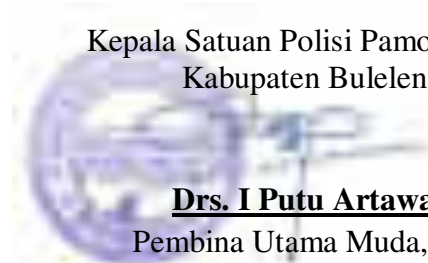 Kepala Satuan Polisi Pamo
Kabupaten Bulelen
Drs. I Putu Artawa
Pembina Utama Muda,